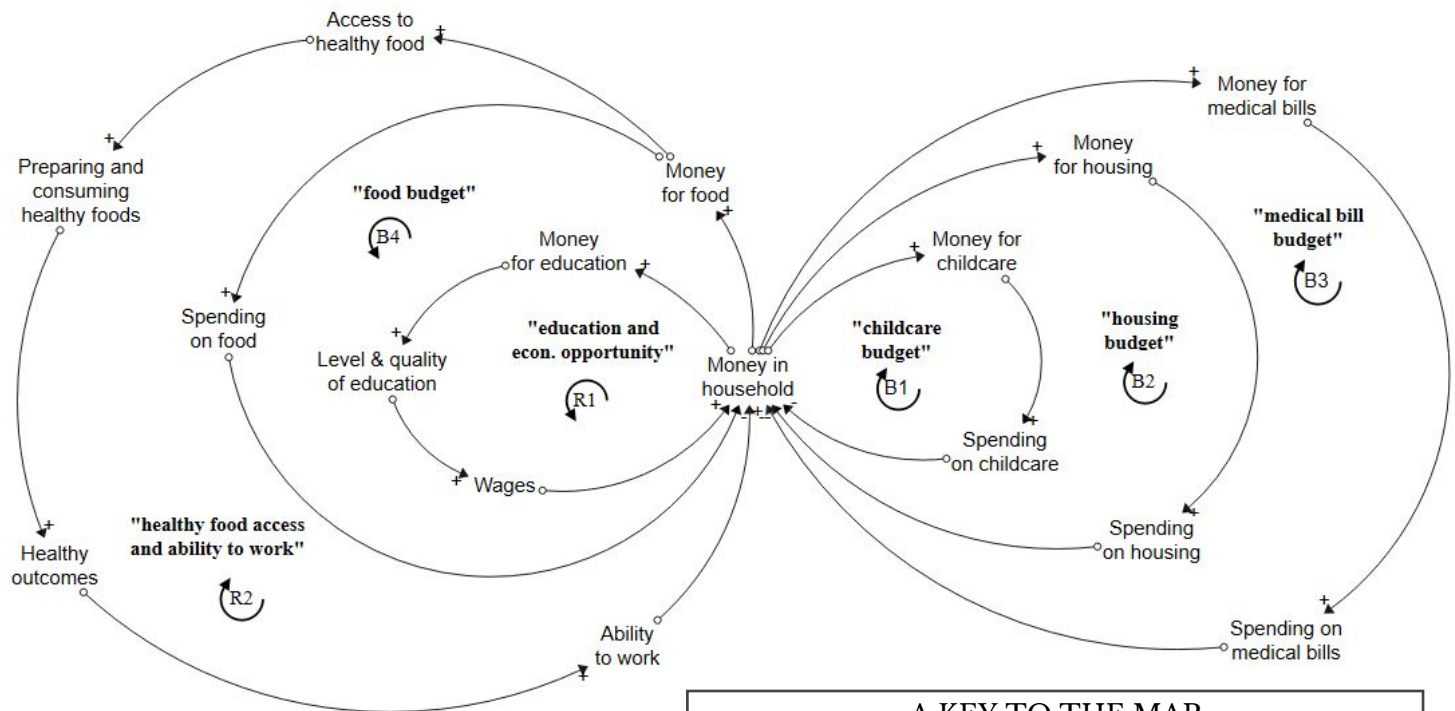 Access to
healthy food
+
+
Preparing and
consuming
healthy foods
Money
for food
+
"food budget"
B4
Money
for education
+
Spending
on food
+
Level & quality
of education
+
"education and
econ. opportunity"
R1
Wages
+
Healthy
outcomes
+
"healthy food access
and ability to work"
R2
Ability
to work
+
Money in
household
+
-
+
-
-
-
Money for
medical bills
+
Money
for housing
+
Money for
childcare
+
"childcare
budget"
B1
"housing
budget"
B2
"medical bill
budget"
B3
Spending
on childcare
+
Spending
on housing
+
Spending on
medical bills
+